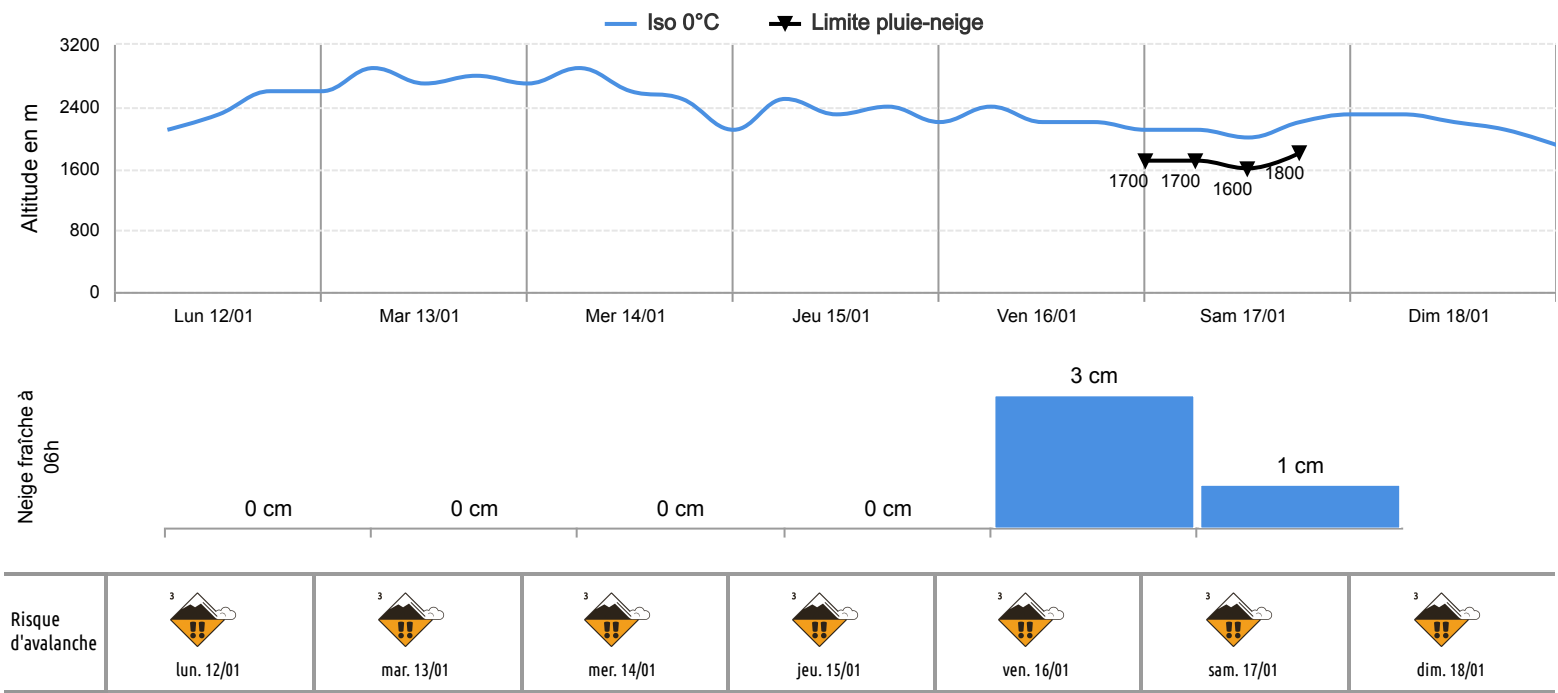 Iso 0°C Limite pluie-neige
Altitude en m
3200
2400
1600
800
0
1700 1700 1600 1800
Lun 12/01 Mar 13/01 Mer 14/01 Jeu 15/01 Ven 16/01 Sam 17/01 Dim 18/01
Neige fraîche à
06h
0 cm 0 cm 0 cm 0 cm 3 cm 1 cm
Risque
d'avalanche
3 3 3 3 3 3 3
lun. 12/01 mar. 13/01 mer. 14/01 jeu. 15/01 ven. 16/01 sam. 17/01 dim. 18/01